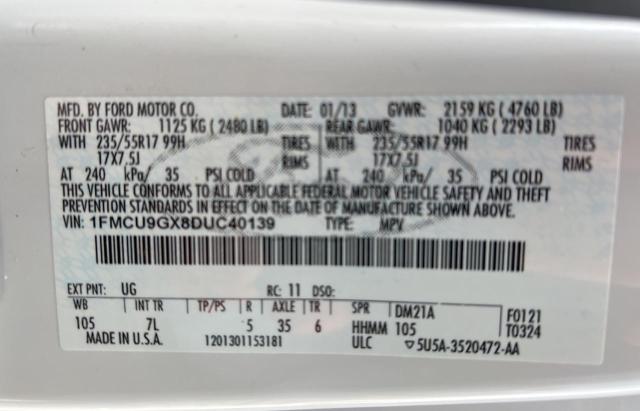 MFD. BY FORD MOTOR CO. DATE: 01/13 GVWR: 2159 KG ( 4760 LB)
FRONT GAWR: 1125 KG ( 2480 LB) REAR GAWR: 1040 KG ( 2293 LB)
WITH 235/55R17 99H TIRES WITH 235/55R17 99H TIRES
17X7.5J RIMS 17X7.5J RIMS
AT 240 kPa/ 35 PSI COLD AT 240 kPa/ 35 PSI COLD
THIS VEHICLE CONFORMS TO ALL APPLICABLE FEDERAL MOTOR VEHICLE SAFETY AND THEFT
PREVENTION STANDARDS IN EFFECT ON THE DATE OF MANUFACTURE SHOWN ABOVE.
VIN: 1FMCU9GX8DUC40139 TYPE: MPV
EXT PNT: UG RC: 11 DSO:
WB INT TR TP/PS R AXLE TR SPR DM21A F0121
105 7L 5 35 6 HHMM 105 T0324
MADE IN U.S.A. 1201301153181 ULC ▽5U5A-3520472-AA